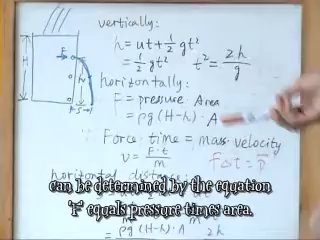 vertically:
h = ut + 1/2 gt²
= 1/2 gt² t² = 2h/g
horizontally:
F = pressure · Area
= ρg(H-h) · A
∵ Force · time = mass · velocity
v = F·t/m F△t = P
horizontal distance:
can be determined by the equation
"F" equals pressure times area.
= ρg(H-h)·A 2h
m
H
F
h